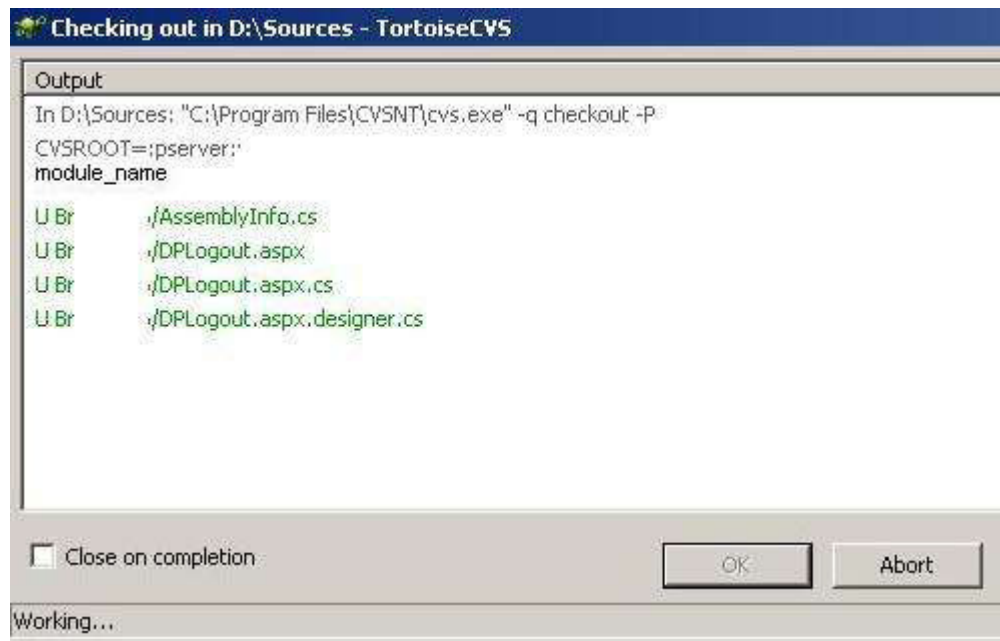 Checking out in D:\Sources - TortoiseCVS
Output
In D:\Sources: "C:\Program Files\CVSNT\cvs.exe" -q checkout -P
CVSROOT=:pserver:
module_name
U Br /AssemblyInfo.cs
U Br /DPLogout.aspx
U Br /DPLogout.aspx.cs
U Br /DPLogout.aspx.designer.cs
Close on completion
OK Abort
Working...